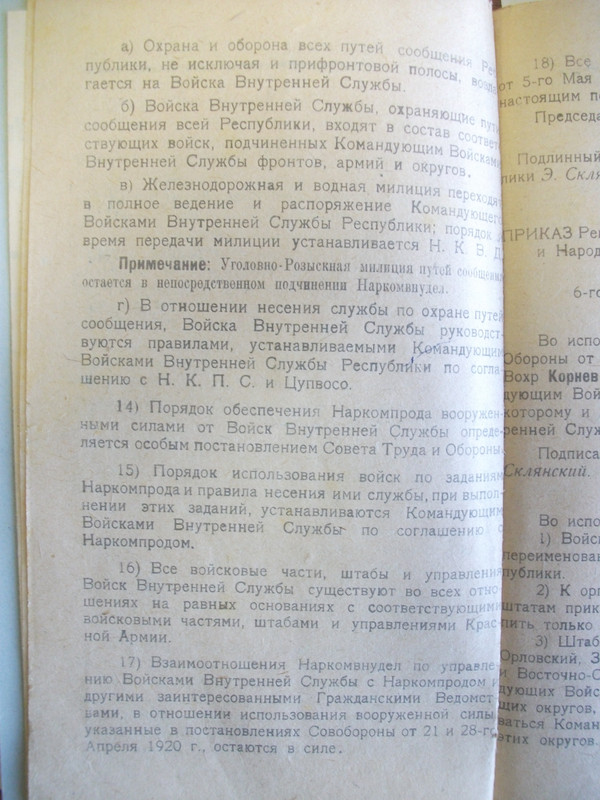 а) Охрана и оборона всех путей сообщения Рес-
публики, не исключая и прифронтовой полосы, возла-
гается на Войска Внутренней Службы.
б) Войска Внутренней Службы, охраняющие пути
сообщения всей Республики, входят в состав соответ-
ствующих войск, подчиненных Командующим Войсками
Внутренней Службы фронтов, армий и округов.
в) Железнодорожная и водная милиция переходят
в полное ведение и распоряжение Командующего
Войсками Внутренней Службы Республики; порядок и
время передачи милиции устанавливается Н. К. В. Д.
Примечание: Уголовно-Розыскная милиция путей сообщения
остается в непосредственном подчинении Наркомвнудел.
г) В отношении несения службы по охране путей
сообщения, Войска Внутренней Службы руководст-
вуются правилами, устанавливаемыми Командующим
Войсками Внутренней Службы Республики по согла-
шению с Н. К. П. С. и Цупвосо.
14) Порядок обеспечения Наркомпрода вооружен-
ными силами от Войск Внутренней Службы опреде-
ляется особым постановлением Совета Труда и Обороны.
15) Порядок использования войск по заданиям
Наркомпрода и правила несения ими службы, при выпол-
нении этих заданий, устанавливаются Командующим
Войсками Внутренней Службы по соглашению с
Наркомпродом.
16) Все войсковые части, штабы и управления
Войск Внутренней Службы существуют во всех отно-
шениях на равных основаниях с соответствующими
войсковыми частями, штабами и управлениями Крас-
ной Армии.
17) Взаимоотношения Наркомвнудел по управле-
нию Войсками Внутренней Службы с Наркомпродом и
другими заинтересованными Гражданскими Ведомст-
вами, в отношении использования вооруженной силы,
указанные в постановлениях Совобороны от 21 и 28-го
Апреля 1920 г., остаются в силе.
18) Все
от 5-го Мая
настоящим
Председа
Подлинный
лики Э. Скля
ПРИКАЗ Ре
и Народ
6-го
Во испо
Обороны от
Вохр Корнев
дующим Вой
которому и
ренней Служ
Подписа
Склянский.
Во испо
1) Войск
переименова
публики.
2) К орг
штатам прик
пить только
3) Штаб
Орловский, З
и Восточно-С
дующих Войс
щих округов,
ваться Коман
этих округов